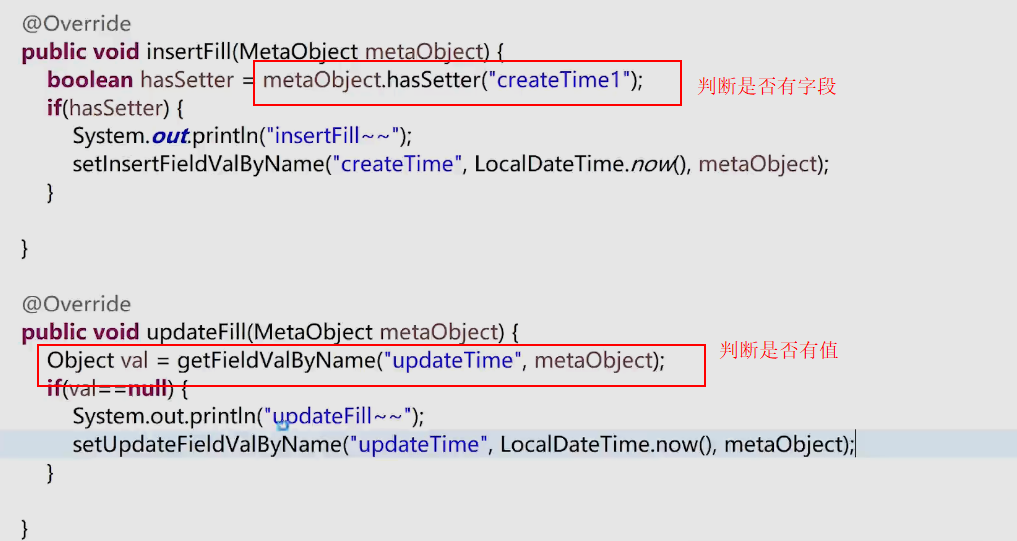 @Override
public void insertFill(MetaObject metaObject) {
boolean hasSetter = metaObject.hasSetter("createTime1");
判断是否有字段
if(hasSetter) {
System.out.println("insertFill~~");
setInsertFieldValByName("createTime", LocalDateTime.now(), metaObject);
}
}
@Override
public void updateFill(MetaObject metaObject) {
Object val = getFieldValByName("updateTime", metaObject);
判断是否有值
if(val==null) {
System.out.println("updateFill~~");
setUpdateFieldValByName("updateTime", LocalDateTime.now(), metaObject);
}
}